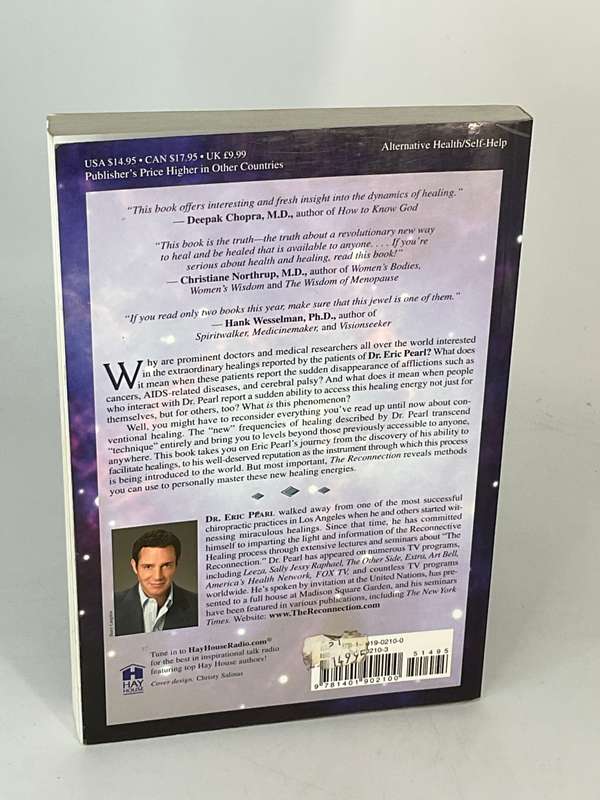 USA $14.95 • CAN $17.95 • UK £9.99
Publisher's Price Higher in Other Countries
Alternative Health/Self-Help
"This book offers interesting and fresh insight into the dynamics of healing."
— Deepak Chopra, M.D., author of How to Know God
"This book is the truth—the truth about a revolutionary new way
to heal and be healed that is available to anyone. . . . If you're
serious about health and healing, read this book!"
— Christiane Northrup, M.D., author of Women's Bodies,
Women's Wisdom and The Wisdom of Menopause
"If you read only two books this year, make sure that this jewel is one of them."
— Hank Wesselman, Ph.D., author of
Spiritwalker, Medicinemaker, and Visionseeker
Why are prominent doctors and medical researchers all over the world interested
in the extraordinary healings reported by the patients of Dr. Eric Pearl? What does
it mean when these patients report the sudden disappearance of afflictions such as
cancers, AIDS-related diseases, and cerebral palsy? And what does it mean when people
who interact with Dr. Pearl report a sudden ability to access this healing energy not just for
themselves, but for others, too? What is this phenomenon?
Well, you might have to reconsider everything you've read up until now about con-
ventional healing. The "new" frequencies of healing described by Dr. Pearl transcend
"technique" entirely and bring you to levels beyond those previously accessible to anyone,
anywhere. This book takes you on Eric Pearl's journey from the discovery of his ability to
facilitate healings, to his well-deserved reputation as the instrument through which this process
is being introduced to the world. But most important, The Reconnection reveals methods
you can use to personally master these new healing energies.
DR. ERIC PEARL walked away from one of the most successful
chiropractic practices in Los Angeles when he and others started wit-
nessing miraculous healings. Since that time, he has committed
himself to imparting the light and information of the Reconnective
Healing process through extensive lectures and seminars about "The
Reconnection." Dr. Pearl has appeared on numerous TV programs,
including Leeza, Sally Jessy Raphael, The Other Side, Extra, Art Bell,
America's Health Network, FOX TV, and countless TV programs
worldwide. He's spoken by invitation at the United Nations, has pre-
sented to a full house at Madison Square Garden, and his seminars
have been featured in various publications, including The New York
Times. Website: www.TheReconnection.com
Tune in to HayHouseRadio.com®
for the best in inspirational talk radio
featuring top Hay House authors!
Cover design: Christy Salinas
HAY
HOUSE
919-0210-0
0210-3
1499
51495
9 781401 902100